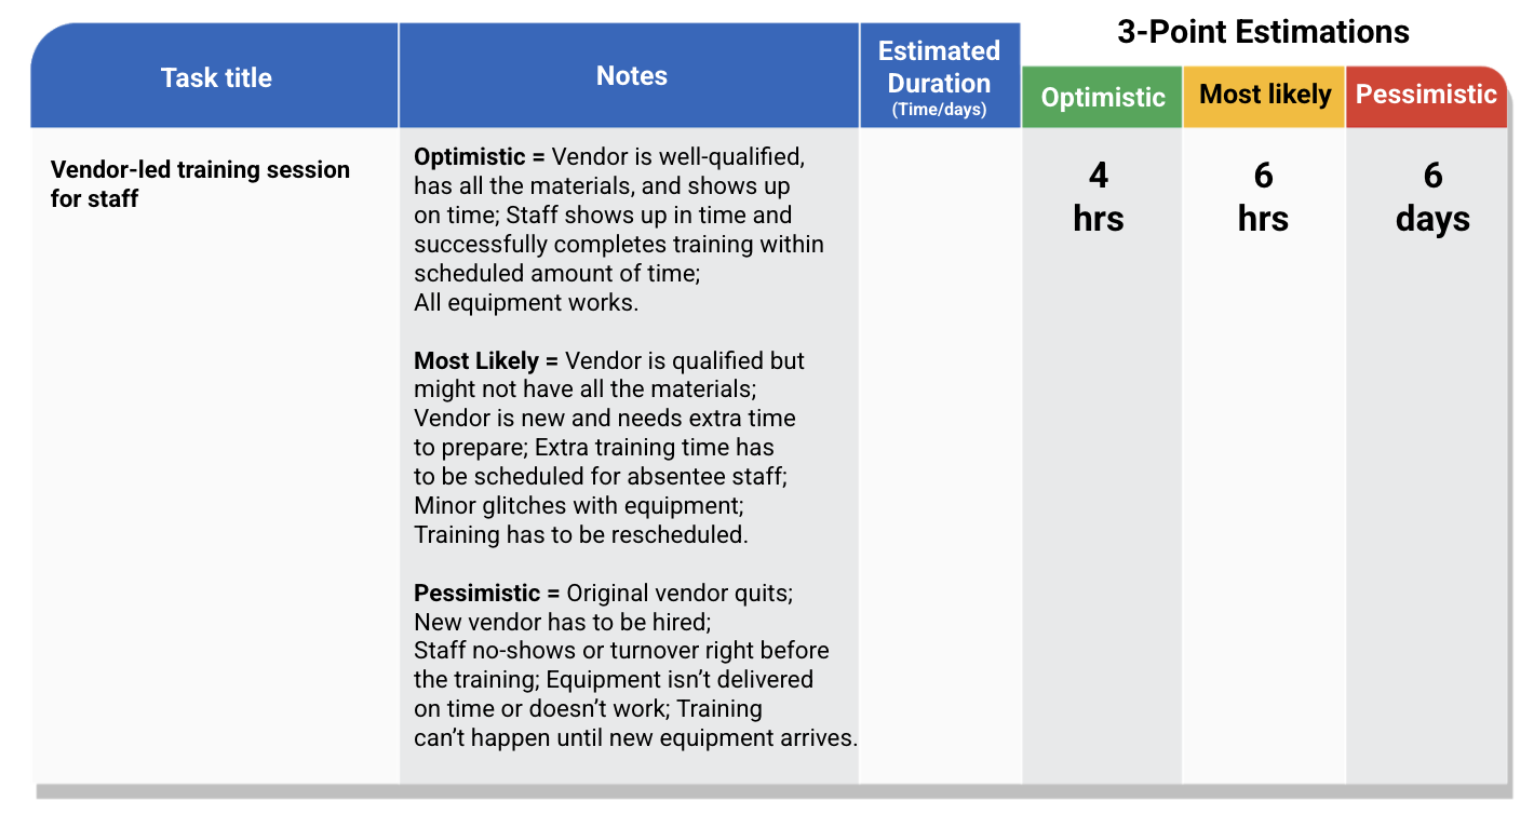 3-Point Estimations
Task title
Notes
Estimated
Duration
(Time/days)
Optimistic
Most likely
Pessimistic
Vendor-led training session
for staff
Optimistic = Vendor is well-qualified,
has all the materials, and shows up
on time; Staff shows up in time and
successfully completes training within
scheduled amount of time;
All equipment works.
Most Likely = Vendor is qualified but
might not have all the materials;
Vendor is new and needs extra time
to prepare; Extra training time has
to be scheduled for absentee staff;
Minor glitches with equipment;
Training has to be rescheduled.
Pessimistic = Original vendor quits;
New vendor has to be hired;
Staff no-shows or turnover right before
the training; Equipment isn’t delivered
on time or doesn’t work; Training
can’t happen until new equipment arrives.
4
hrs
6
hrs
6
days